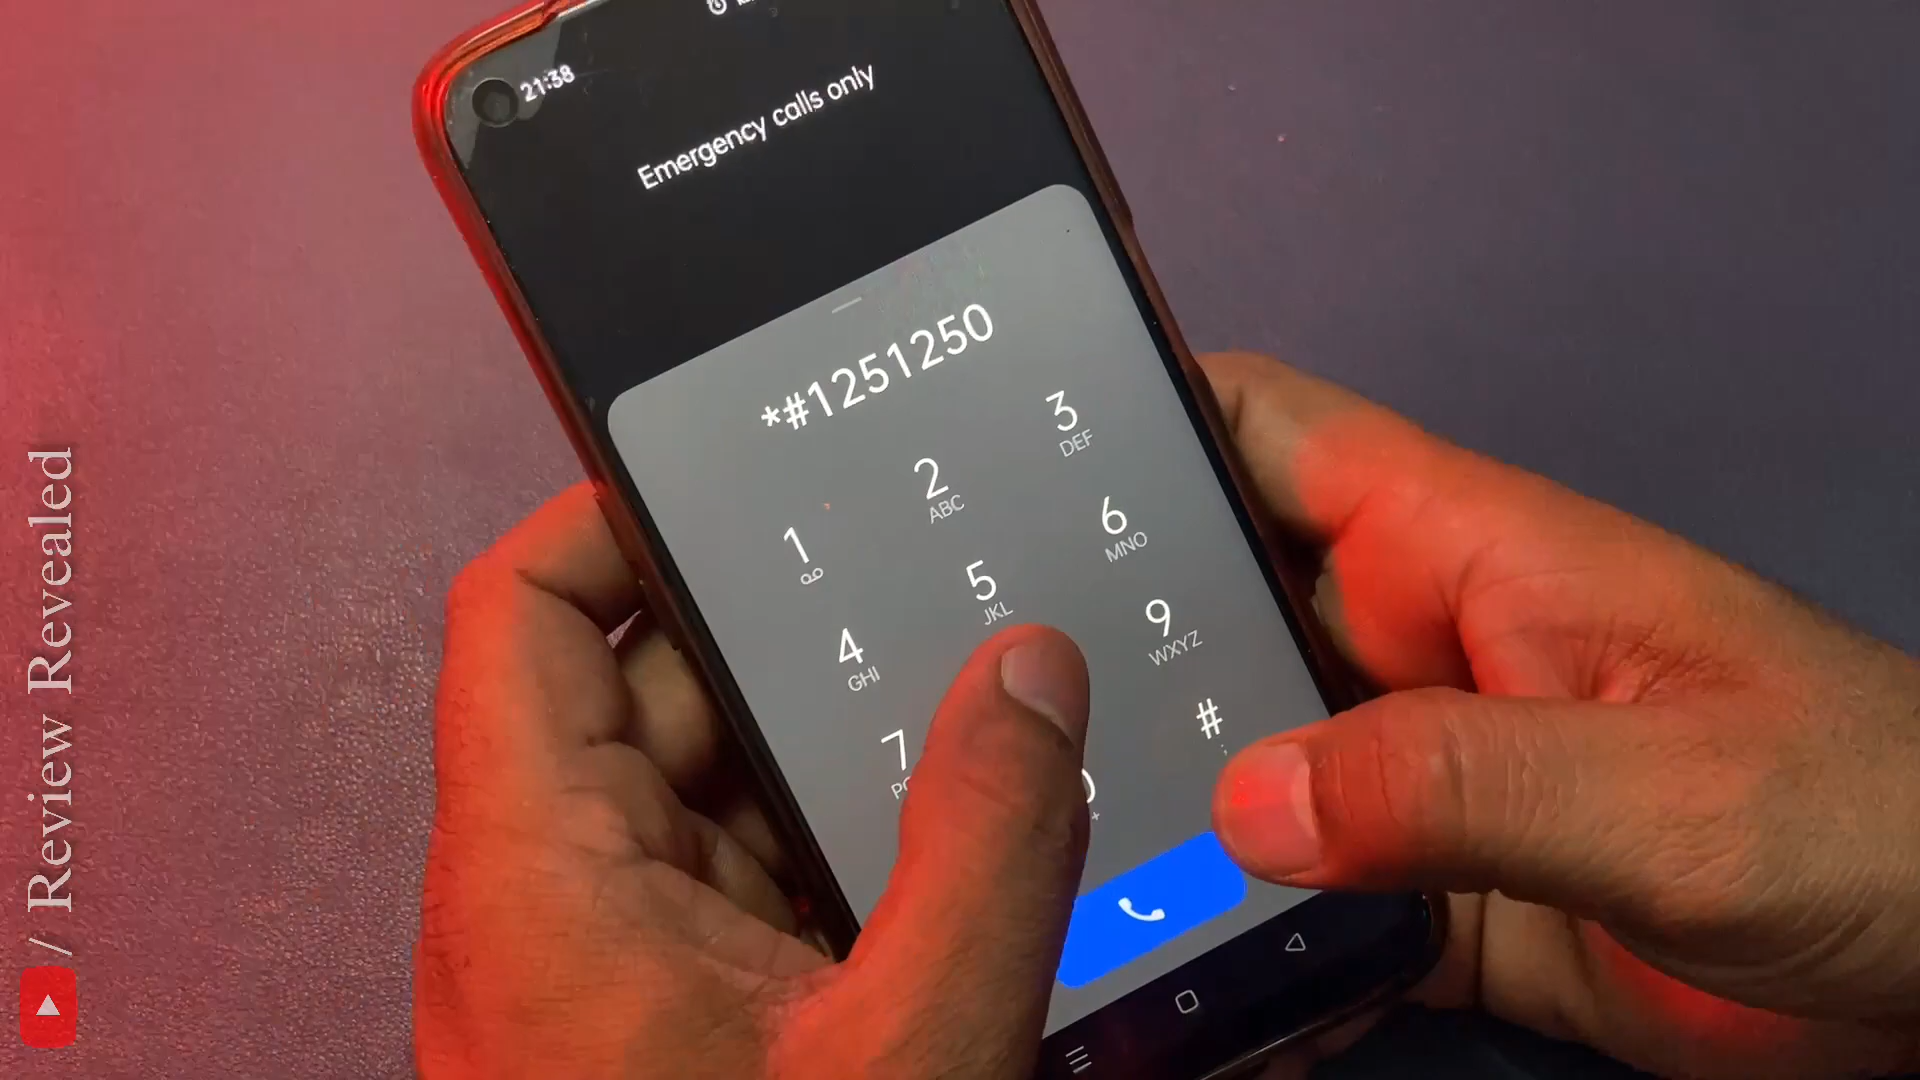 21:38
Emergency calls only
*#1251250
1
2
ABC
3
DEF
4
GHI
5
JKL
6
MNO
7
9
WXYZ
#
;
+
/ Review Revealed